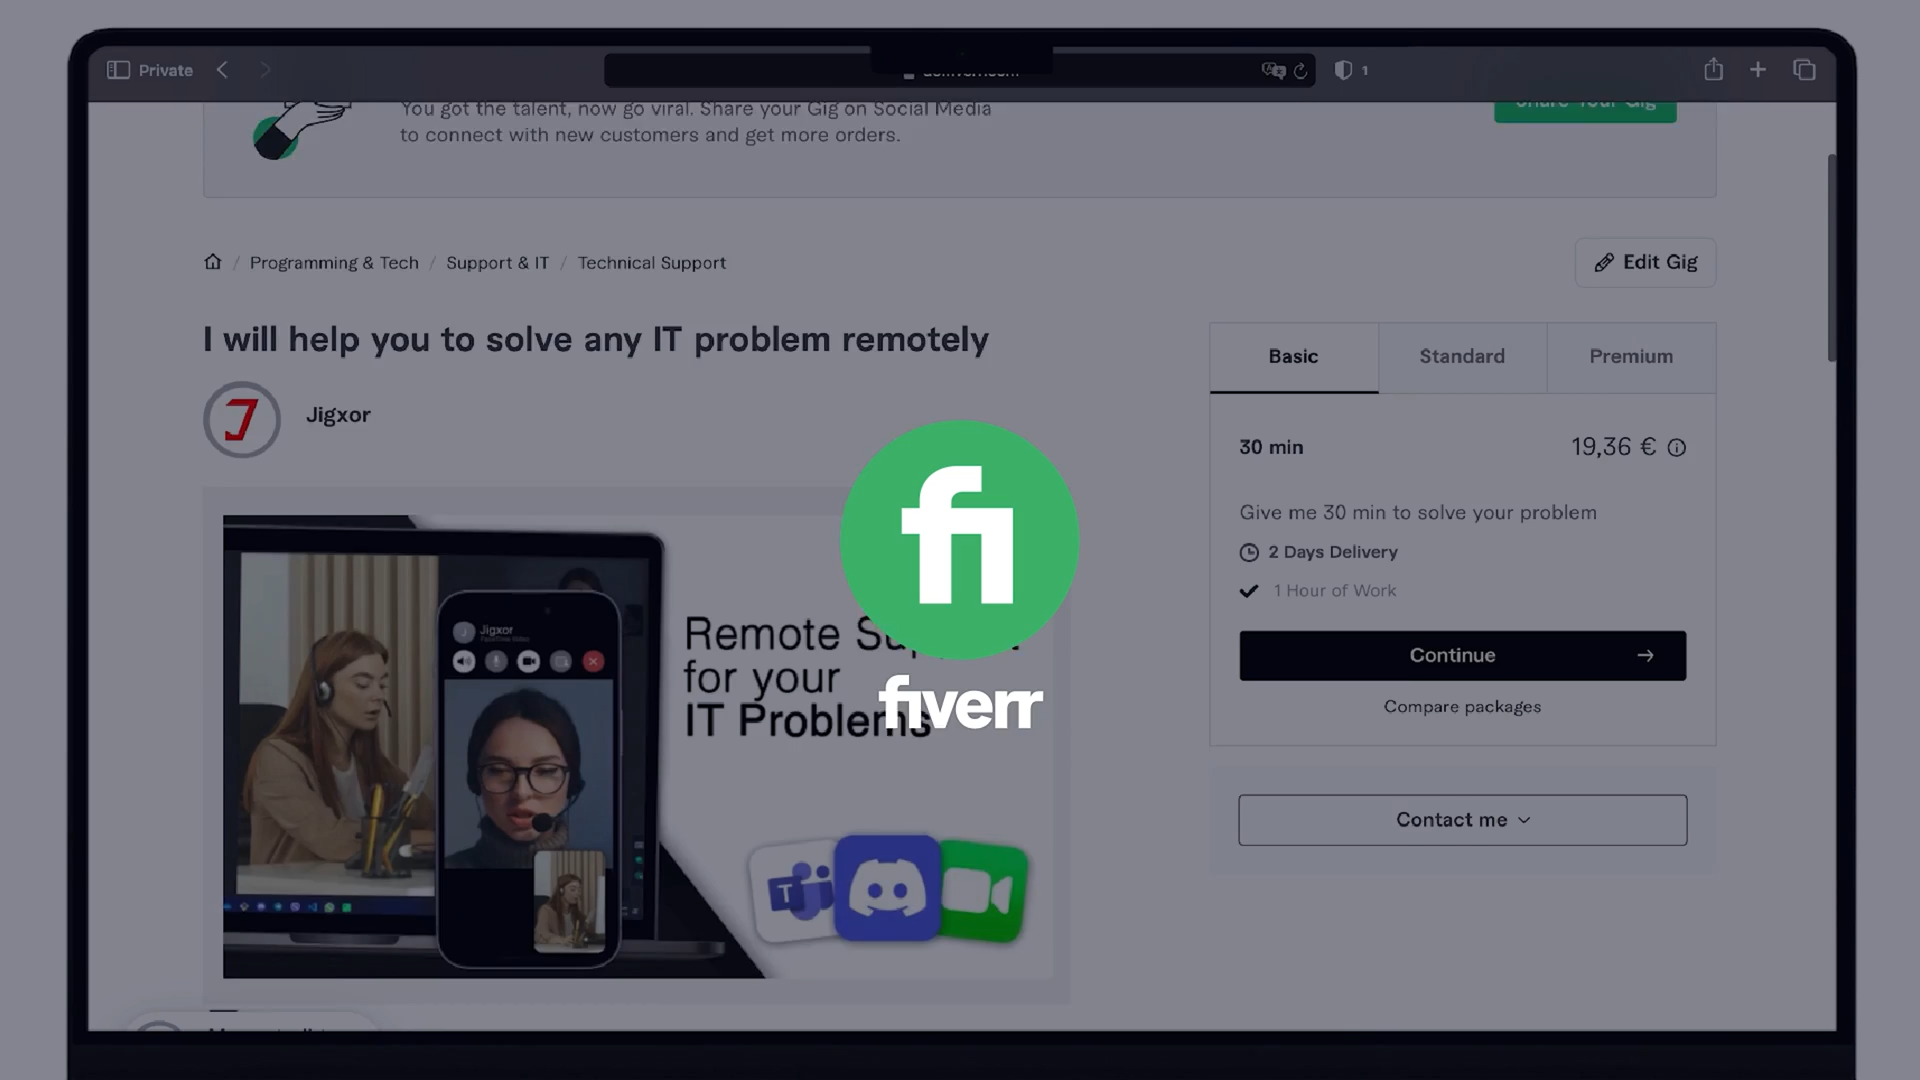 Private
1
You got the talent, now go viral. Share your Gig on Social Media
to connect with new customers and get more orders.
Share Your Gig
/ Programming & Tech / Support & IT / Technical Support
Edit Gig
I will help you to solve any IT problem remotely
J
Jigxor
Basic
Standard
Premium
30 min
19,36 €
Give me 30 min to solve your problem
2 Days Delivery
1 Hour of Work
Continue
Compare packages
Contact me
J
Jigxor
Remote
for your
IT Problems
T
fi
fiverr